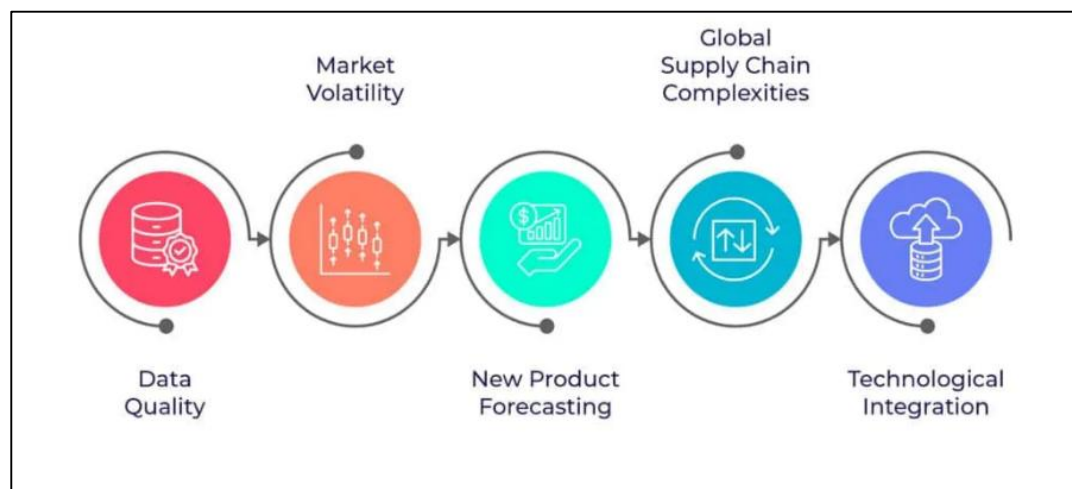 Data
Quality
Market
Volatility
New Product
Forecasting
Global
Supply Chain
Complexities
Technological
Integration